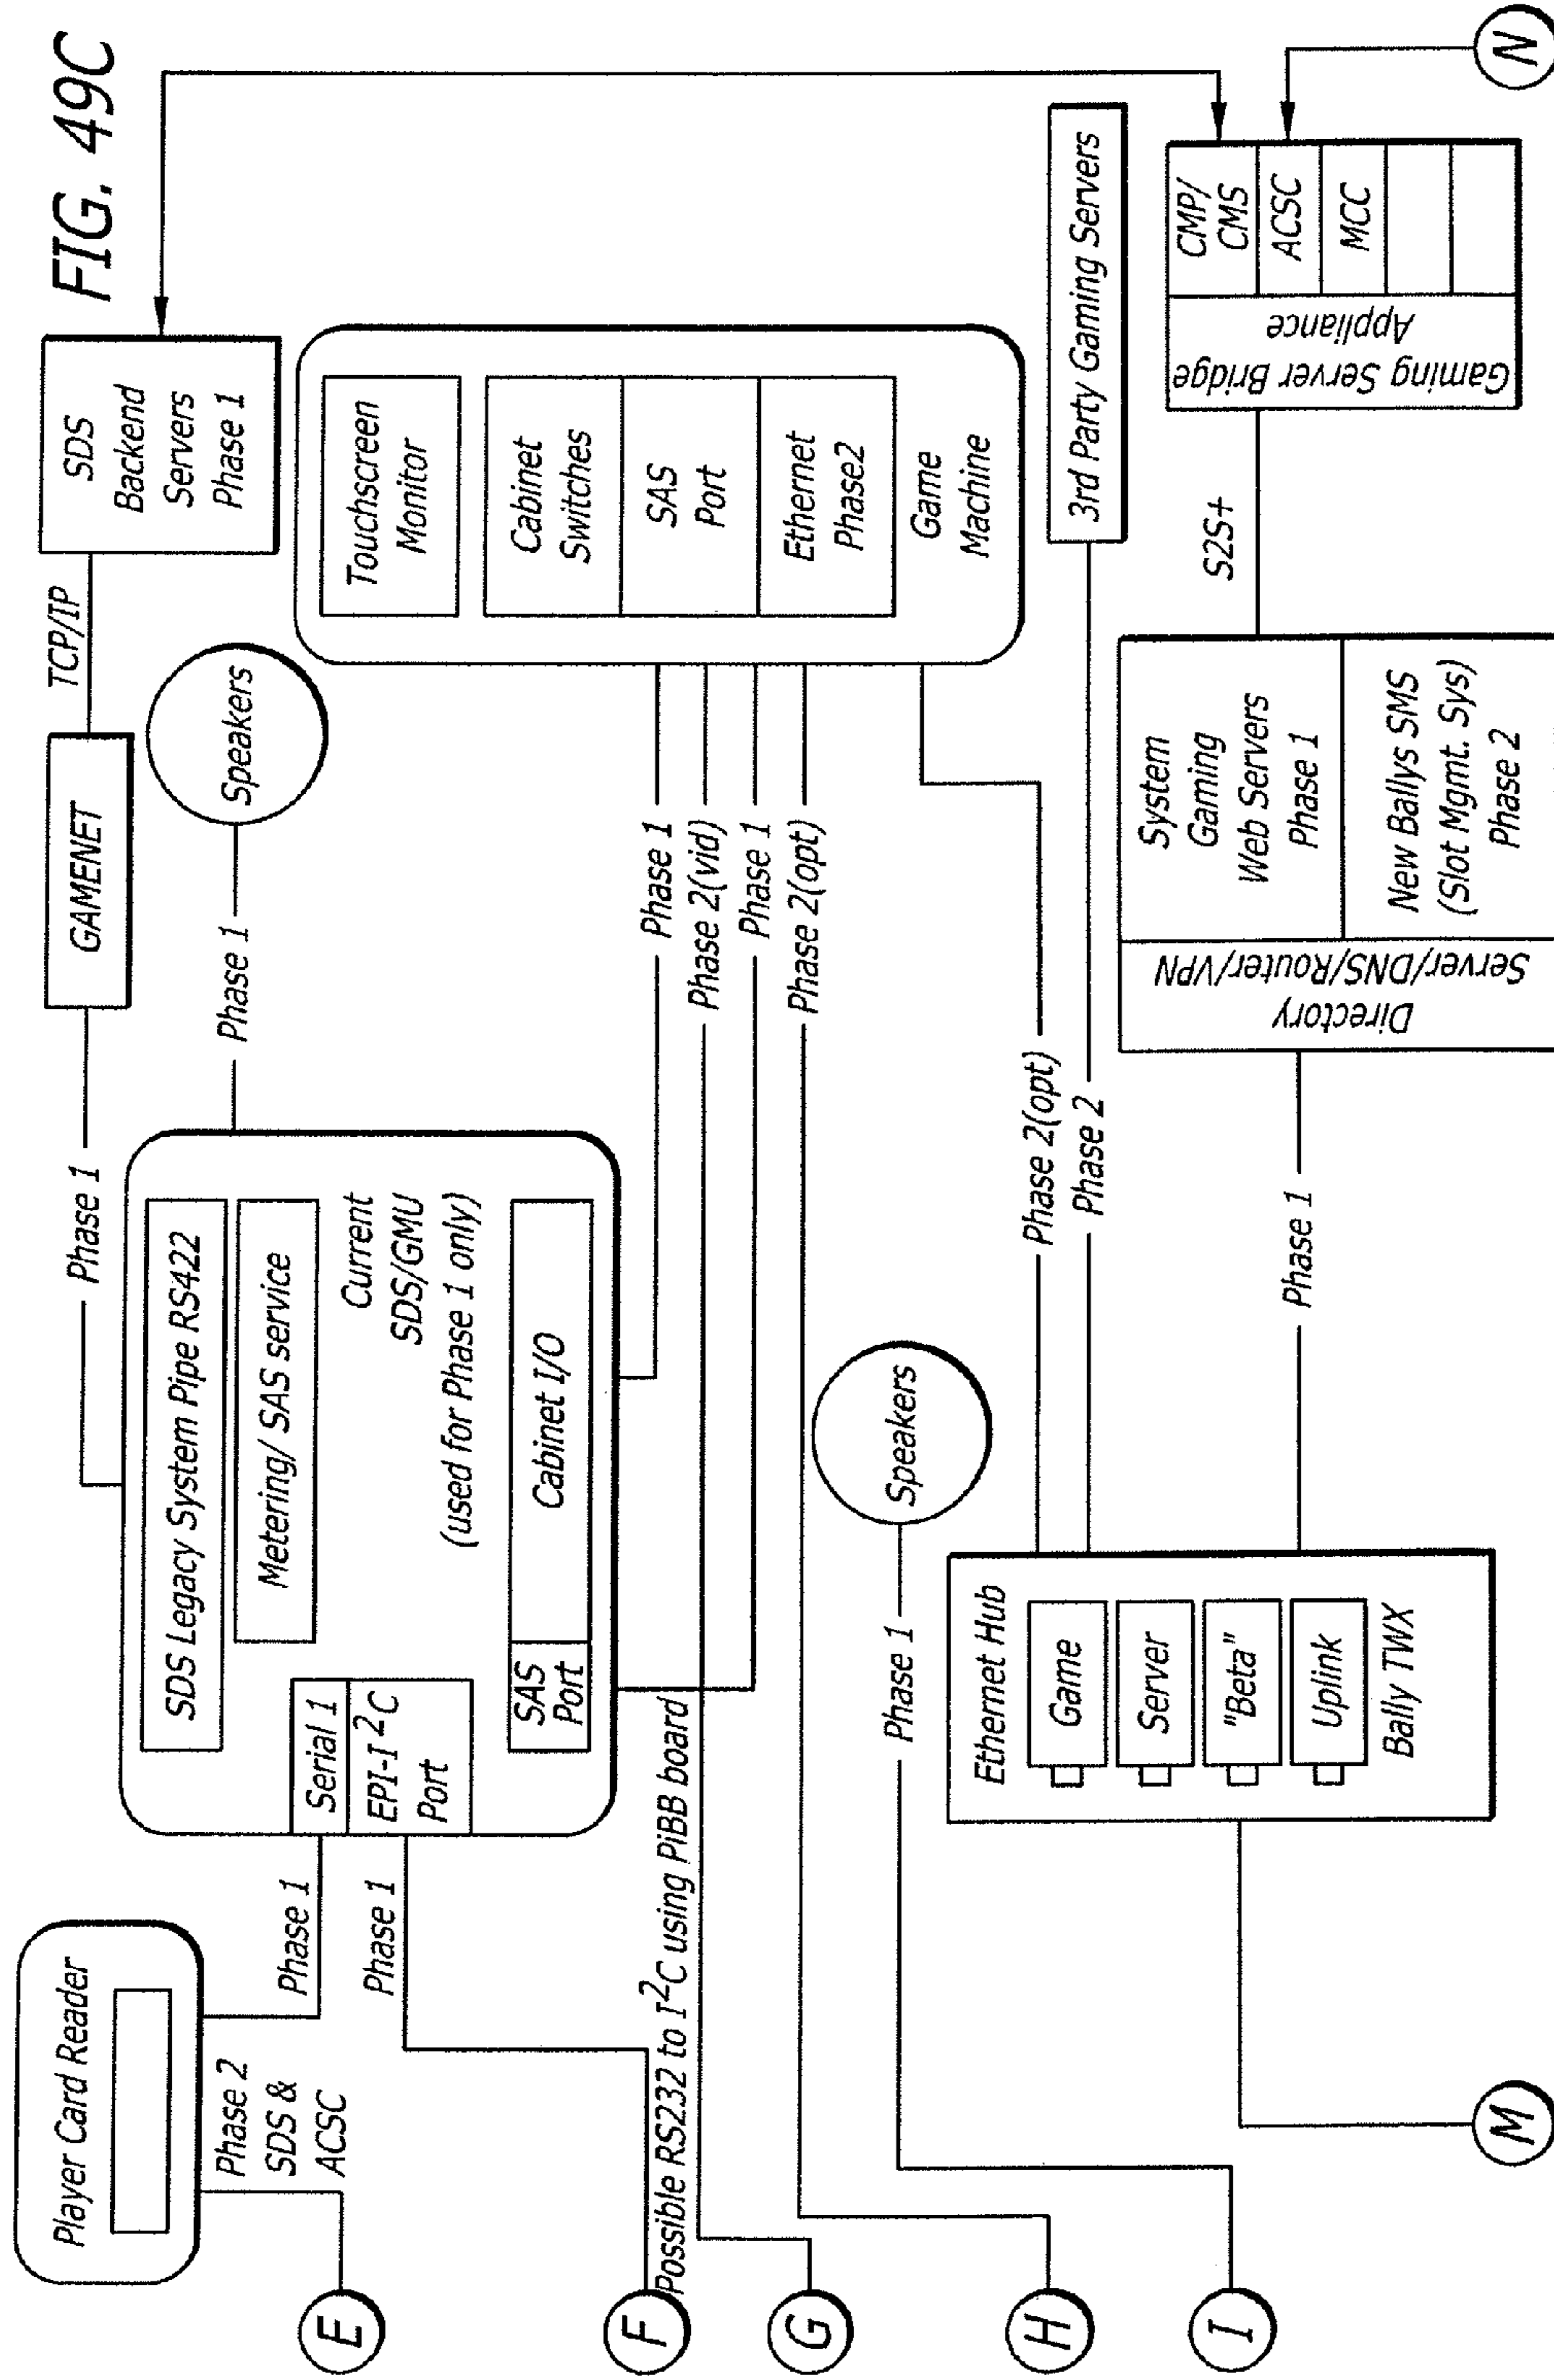 FIG. 49C
Player Card Reader
Phase 2
SDS &
ACSC
Phase 1
Phase 1
E
F
SDS Legacy System Pipe RS422
Metering/ SAS service
Serial 1
EPI-I²C
Port
Current
SDS/GMU
(used for Phase 1 only)
SAS
Port
Cabinet I/O
Phase 1
GAMENET
TCP/IP
SDS
Backend
Servers
Phase 1
Phase 1
Speakers
Touchscreen
Monitor
Cabinet
Switches
SAS
Port
Ethernet
Phase2
Game
Machine
Phase 1
Phase 2(vid)
Phase 1
Phase 2(opt)
Possible RS232 to I²C using PiBB board
G
H
I
Phase 1
Speakers
Phase 2(opt)
Phase 2
3rd Party Gaming Servers
Ethernet Hub
Game
Server
"Beta"
Uplink
Bally TWX
M
Phase 1
Directory
Server/DNS/Router/VPN
System
Gaming
Web Servers
Phase 1
New Ballys SMS
(Slot Mgmt. Sys)
Phase 2
S2S+
Gaming Server Bridge
Appliance
CMP/
CMS
ACSC
MCC
N